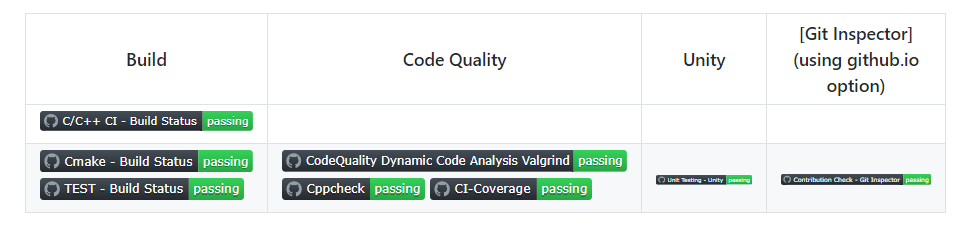 Build
Code Quality
Unity
[Git Inspector]
(using github.io
option)
C/C++ CI - Build Status passing
Cmake - Build Status passing
TEST - Build Status passing
CodeQuality Dynamic Code Analysis Valgrind passing
Cppcheck passing CI-Coverage passing
Unit Testing - Unity passing
Contribution Check - Git Inspector passing